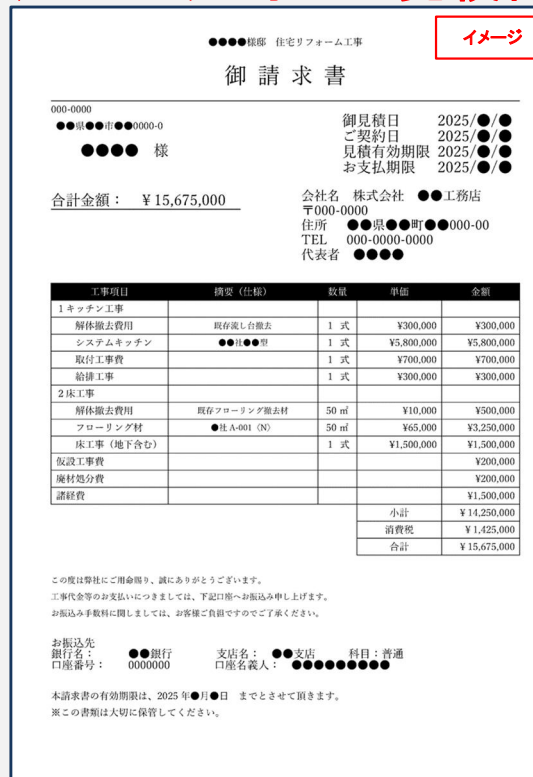 イメージ
●●●●様邸　住宅リフォーム工事
御請求書
000-0000
●●県●●市●●0000-0
●●●● 様
御見積日 2025/●/●
ご契約日 2025/●/●
見積有効期限 2025/●/●
お支払期限 2025/●/●
合計金額： ¥15,675,000
会社名　株式会社　●●工務店
〒000-0000
住所　●●県●●町●●000-00
TEL　000-0000-0000
代表者　●●●●
工事項目 摘要（仕様） 数量 単価 金額
1キッチン工事
解体撤去費用 既存流し台撤去 1 式 ¥300,000 ¥300,000
システムキッチン ●●社●●型 1 式 ¥5,800,000 ¥5,800,000
取付工事費 1 式 ¥700,000 ¥700,000
給排工事 1 式 ¥300,000 ¥300,000
2床工事
解体撤去費用 既存フローリング撤去材 50 ㎡ ¥10,000 ¥500,000
フローリング材 ●社 A-001〈N〉 50 ㎡ ¥65,000 ¥3,250,000
床工事（地下含む） 1 式 ¥1,500,000 ¥1,500,000
仮設工事費 ¥200,000
廃材処分費 ¥200,000
諸経費 ¥1,500,000
小計 ¥14,250,000
消費税 ¥1,425,000
合計 ¥15,675,000
この度は弊社にご用命賜り、誠にありがとうございます。
工事代金等のお支払いにつきましては、下記口座へお振込み申し上げます。
お振込み手数料に関しましては、お客様ご負担ですのでご了承ください。
お振込先
銀行名：　●●銀行　支店名：　●●支店　科目：普通
口座番号：　0000000　口座名義人：　●●●●●●●●●
本請求書の有効期限は、2025 年●月●日　までとさせて頂きます。
※この書類は大切に保管してください。